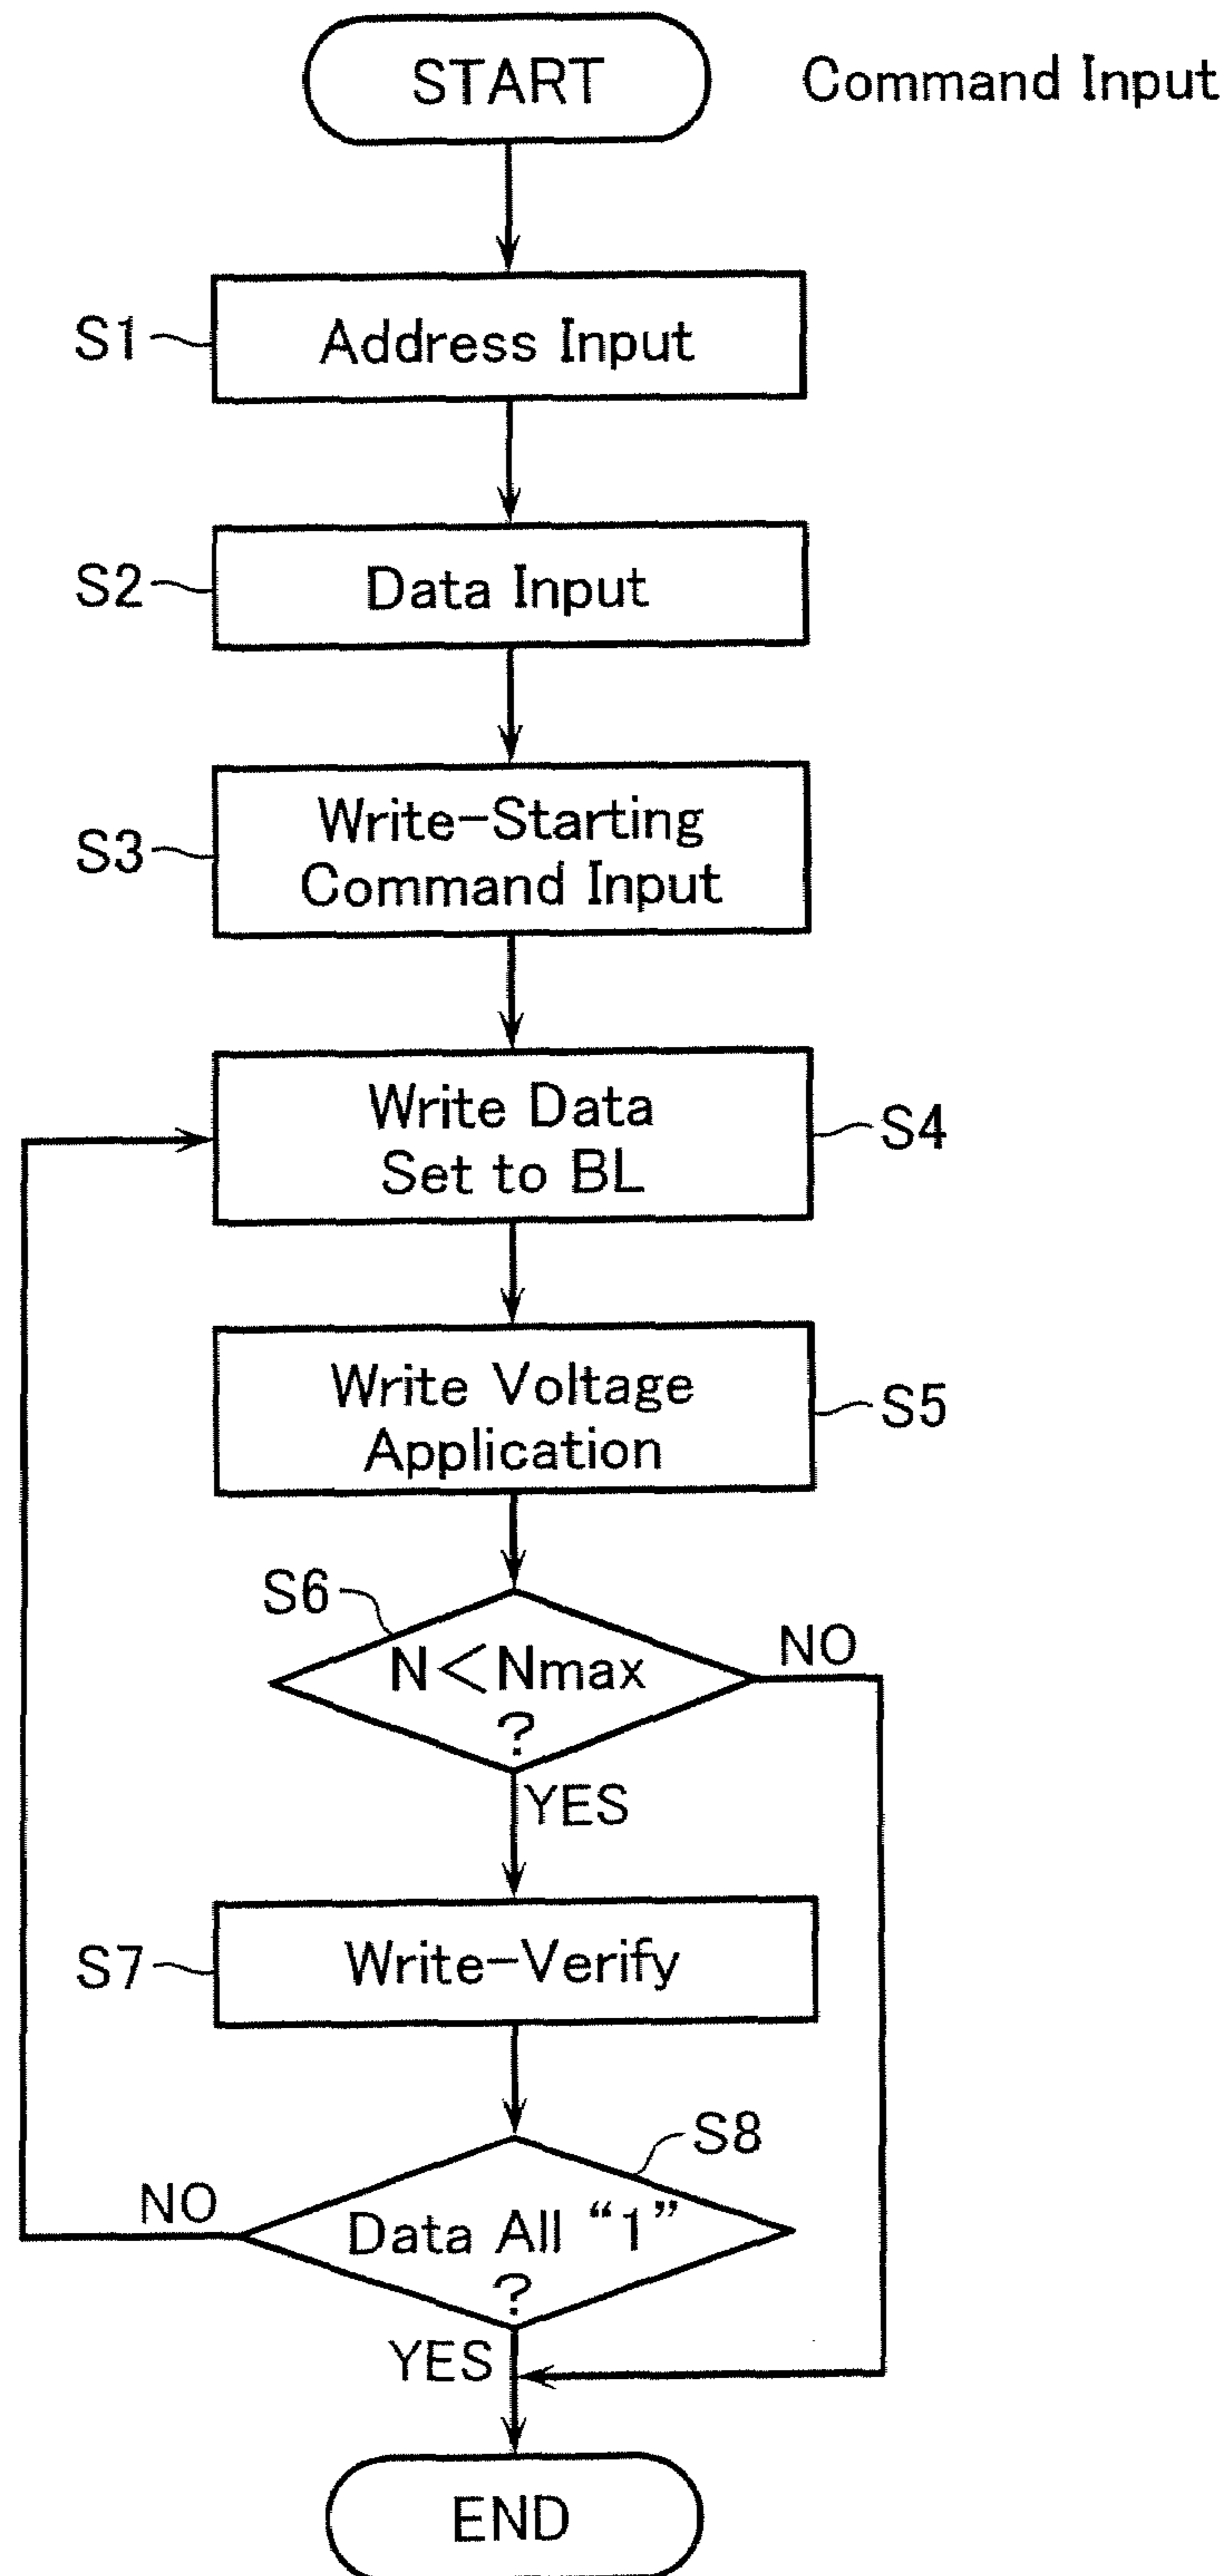 START
Command Input
S1
Address Input
S2
Data Input
S3
Write-Starting
Command Input
Write Data
Set to BL
S4
Write Voltage
Application
S5
S6
N<Nmax
?
NO
YES
S7
Write-Verify
S8
NO
Data All “1”
?
YES
END